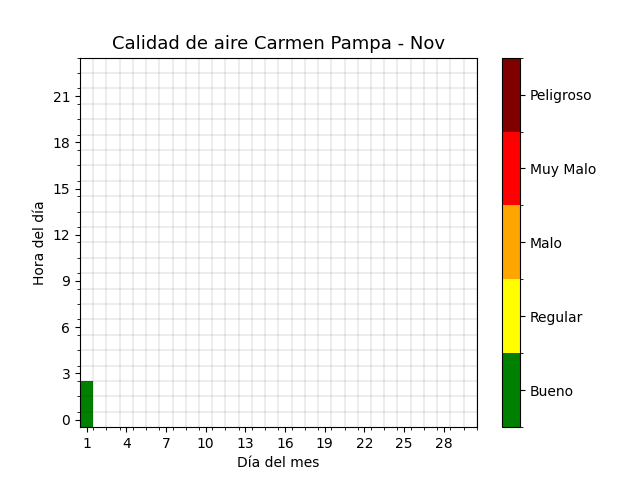 Calidad de aire Carmen Pampa - Nov
Hora del día
21
18
15
12
9
6
3
0
1 4 7 10 13 16 19 22 25 28
Día del mes
Peligroso
Muy Malo
Malo
Regular
Bueno